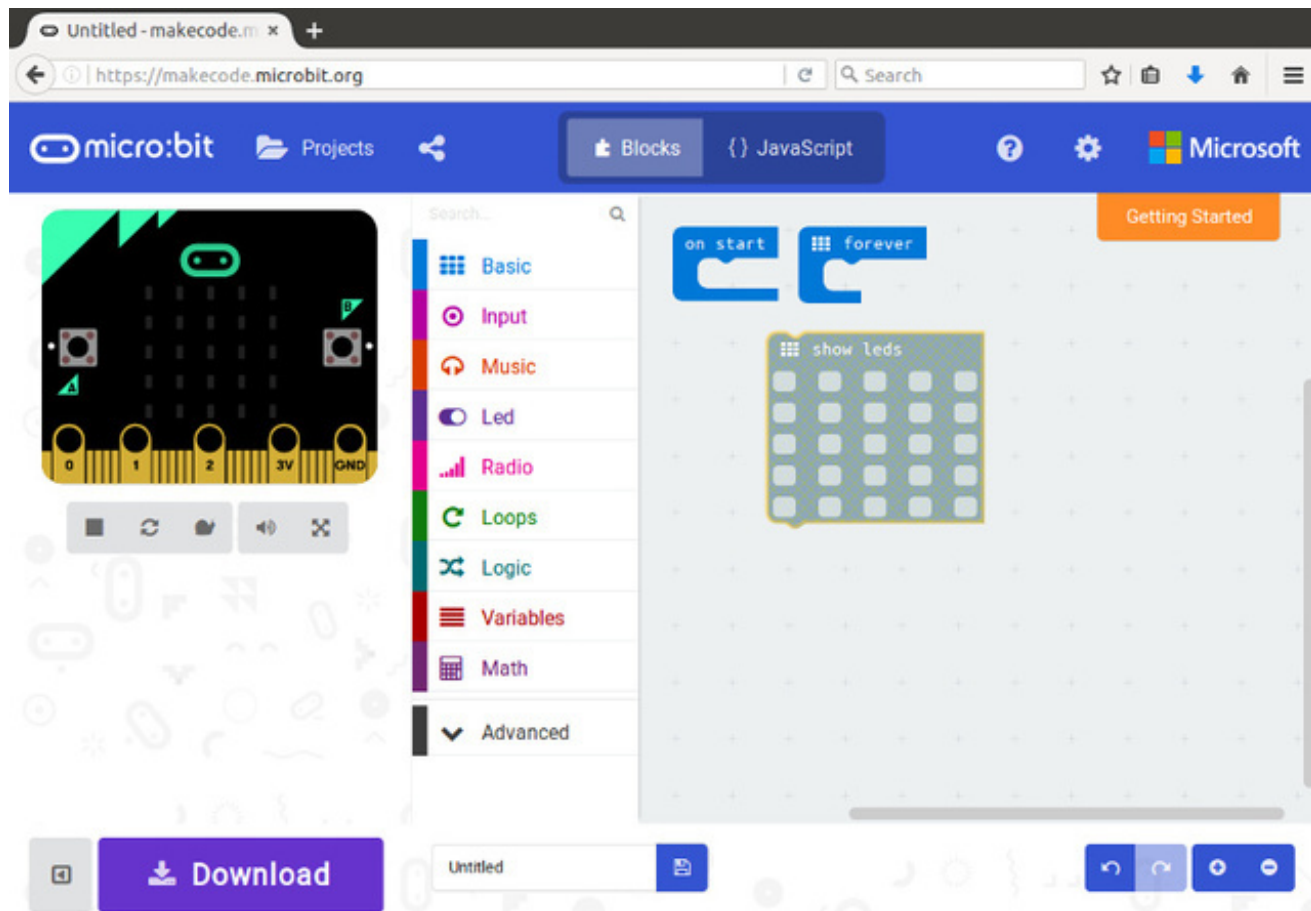 Untitled - makecode.m
https://makecode.microbit.org
Search
micro:bit
Projects
Blocks
{} JavaScript
Microsoft
Getting Started
Search...
Basic
Input
Music
Led
Radio
Loops
Logic
Variables
Math
Advanced
on start
forever
show leds
B
A
0
1
2
3V
GND
Download
Untitled